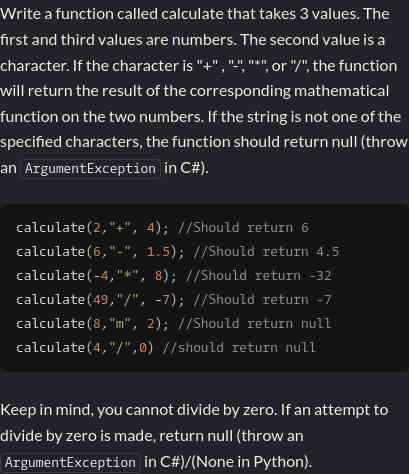 Write a function called calculate that takes 3 values. The
first and third values are numbers. The second value is a
character. If the character is "+" , "-", "*", or "/", the function
will return the result of the corresponding mathematical
function on the two numbers. If the string is not one of the
specified characters, the function should return null (throw
an ArgumentException in C#).
calculate(2,"+", 4); //Should return 6
calculate(6,"-", 1.5); //Should return 4.5
calculate(-4,"*", 8); //Should return -32
calculate(49,"/", -7); //Should return -7
calculate(8,"m", 2); //Should return null
calculate(4,"/",0) //should return null
Keep in mind, you cannot divide by zero. If an attempt to
divide by zero is made, return null (throw an
ArgumentException in C#)/(None in Python).